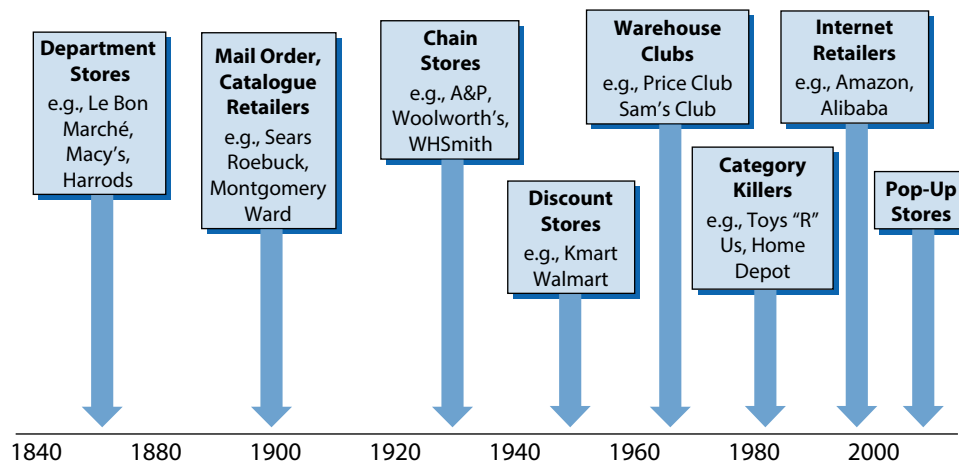 Department
Stores
e.g., Le Bon
Marché,
Macy's,
Harrods
Mail Order,
Catalogue
Retailers
e.g., Sears
Roebuck,
Montgomery
Ward
Chain
Stores
e.g., A&P,
Woolworth's,
WHSmith
Discount
Stores
e.g., Kmart
Walmart
Warehouse
Clubs
e.g., Price Club
Sam's Club
Category
Killers
e.g., Toys "R"
Us, Home
Depot
Internet
Retailers
e.g., Amazon,
Alibaba
Pop-Up
Stores
1840 1880 1900 1920 1940 1960 1980 2000